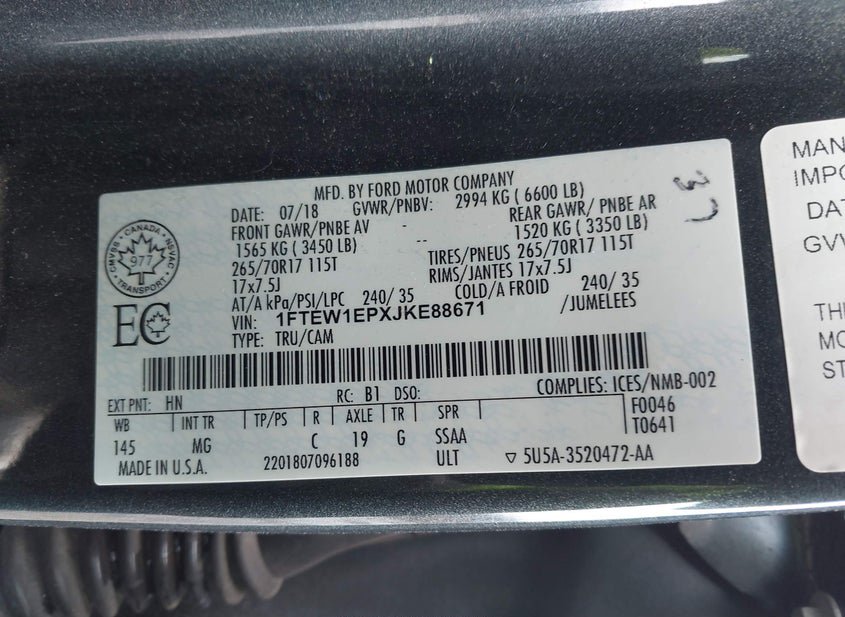 MFD. BY FORD MOTOR COMPANY
DATE: 07/18 GVWR/PNBV: 2994 KG ( 6600 LB)
FRONT GAWR/PNBE AV -- REAR GAWR/ PNBE AR
1565 KG ( 3450 LB) -- 1520 KG ( 3350 LB)
265/70R17 115T TIRES/PNEUS 265/70R17 115T
17x7.5J RIMS/JANTES 17x7.5J
AT/A kPa/PSI/LPC 240/ 35 COLD/A FROID 240/ 35
VIN: 1FTEW1EPXJKE88671 /JUMELEES
TYPE: TRU/CAM
CANADA
CMVSS NSVAC
977
TRANSPORT
EC
EXT PNT: HN RC: B1 DSO: COMPLIES: ICES/NMB-002
WB INT TR TP/PS R AXLE TR SPR F0046
145 MG C 19 G SSAA T0641
MADE IN U.S.A. 2201807096188 ULT ▽ 5U5A-3520472-AA
MAN
IMPO
DAT
GVV
THI
MO
ST